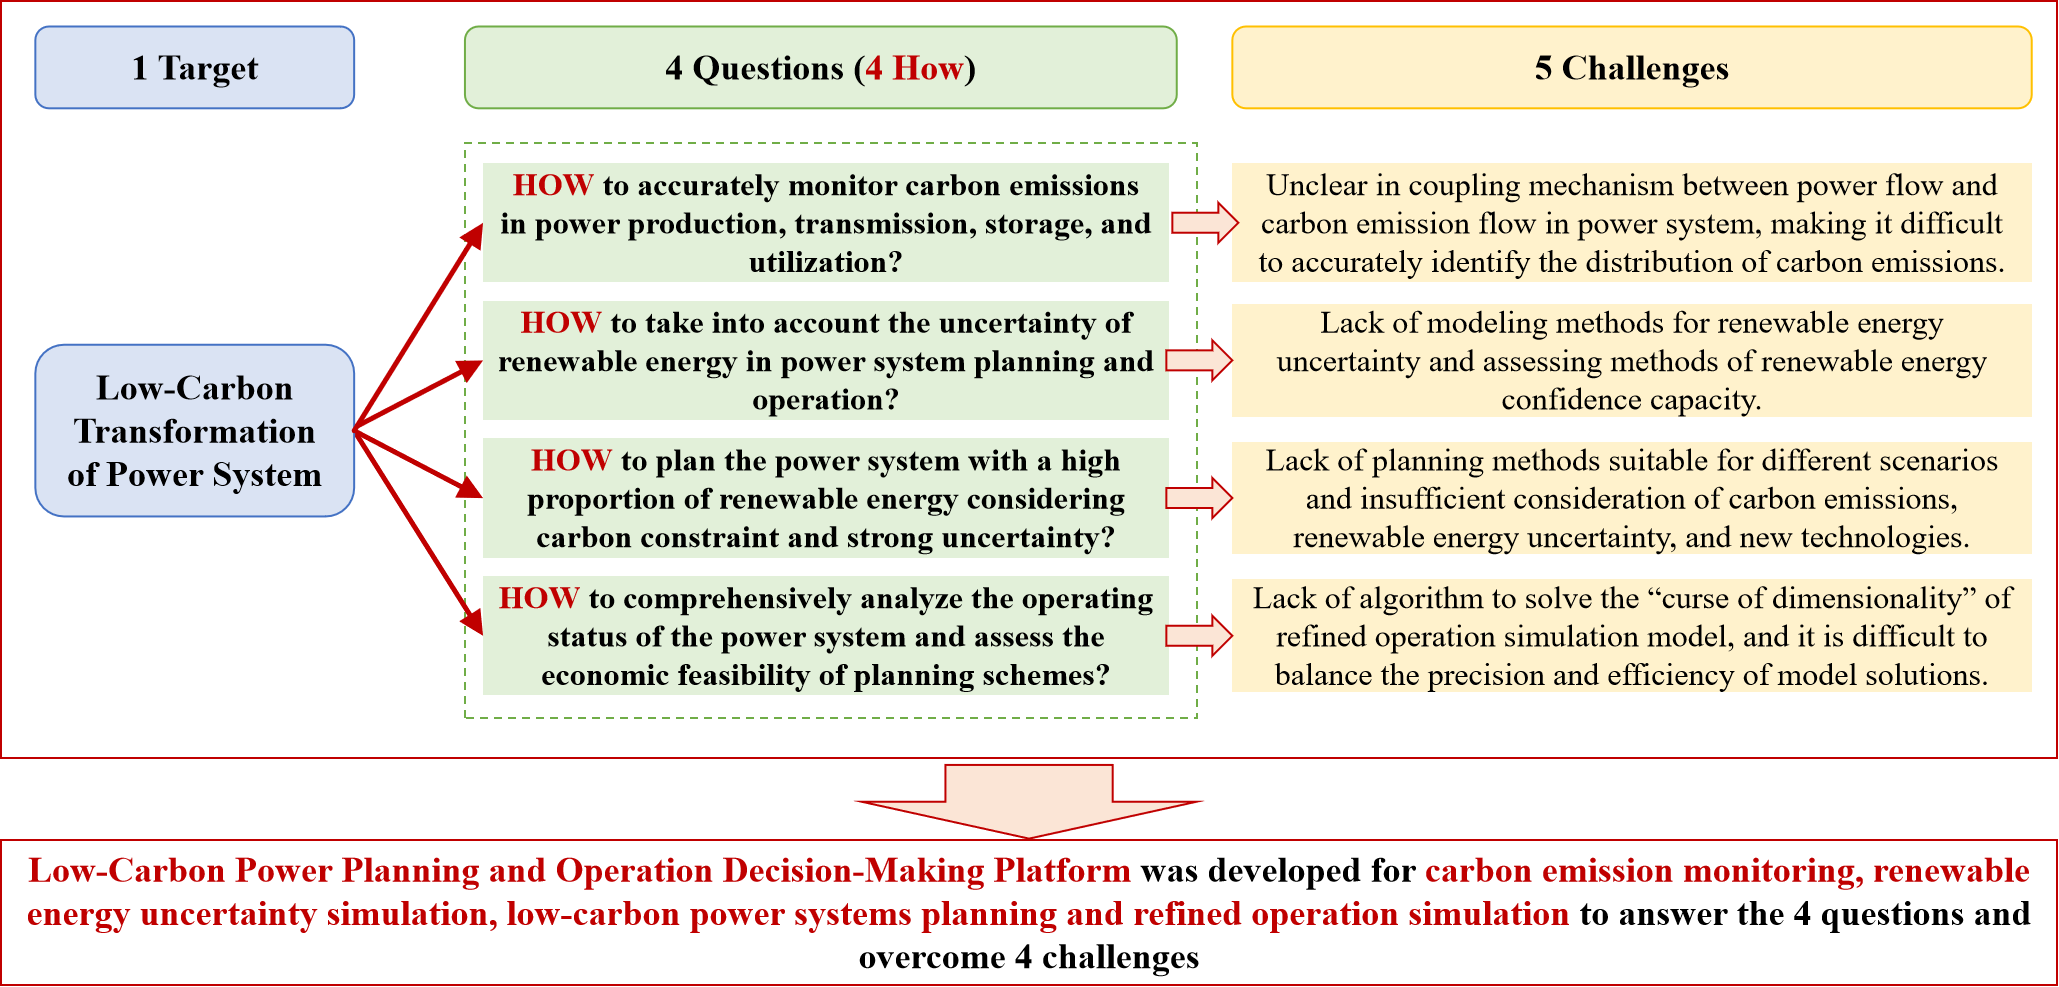 1 Target
4 Questions (4 How)
5 Challenges
Low-Carbon
Transformation
of Power System
HOW to accurately monitor carbon emissions
in power production, transmission, storage, and
utilization?
Unclear in coupling mechanism between power flow and
carbon emission flow in power system, making it difficult
to accurately identify the distribution of carbon emissions.
HOW to take into account the uncertainty of
renewable energy in power system planning and
operation?
Lack of modeling methods for renewable energy
uncertainty and assessing methods of renewable energy
confidence capacity.
HOW to plan the power system with a high
proportion of renewable energy considering
carbon constraint and strong uncertainty?
Lack of planning methods suitable for different scenarios
and insufficient consideration of carbon emissions,
renewable energy uncertainty, and new technologies.
HOW to comprehensively analyze the operating
status of the power system and assess the
economic feasibility of planning schemes?
Lack of algorithm to solve the “curse of dimensionality” of
refined operation simulation model, and it is difficult to
balance the precision and efficiency of model solutions.
Low-Carbon Power Planning and Operation Decision-Making Platform was developed for carbon emission monitoring, renewable
energy uncertainty simulation, low-carbon power systems planning and refined operation simulation to answer the 4 questions and
overcome 4 challenges